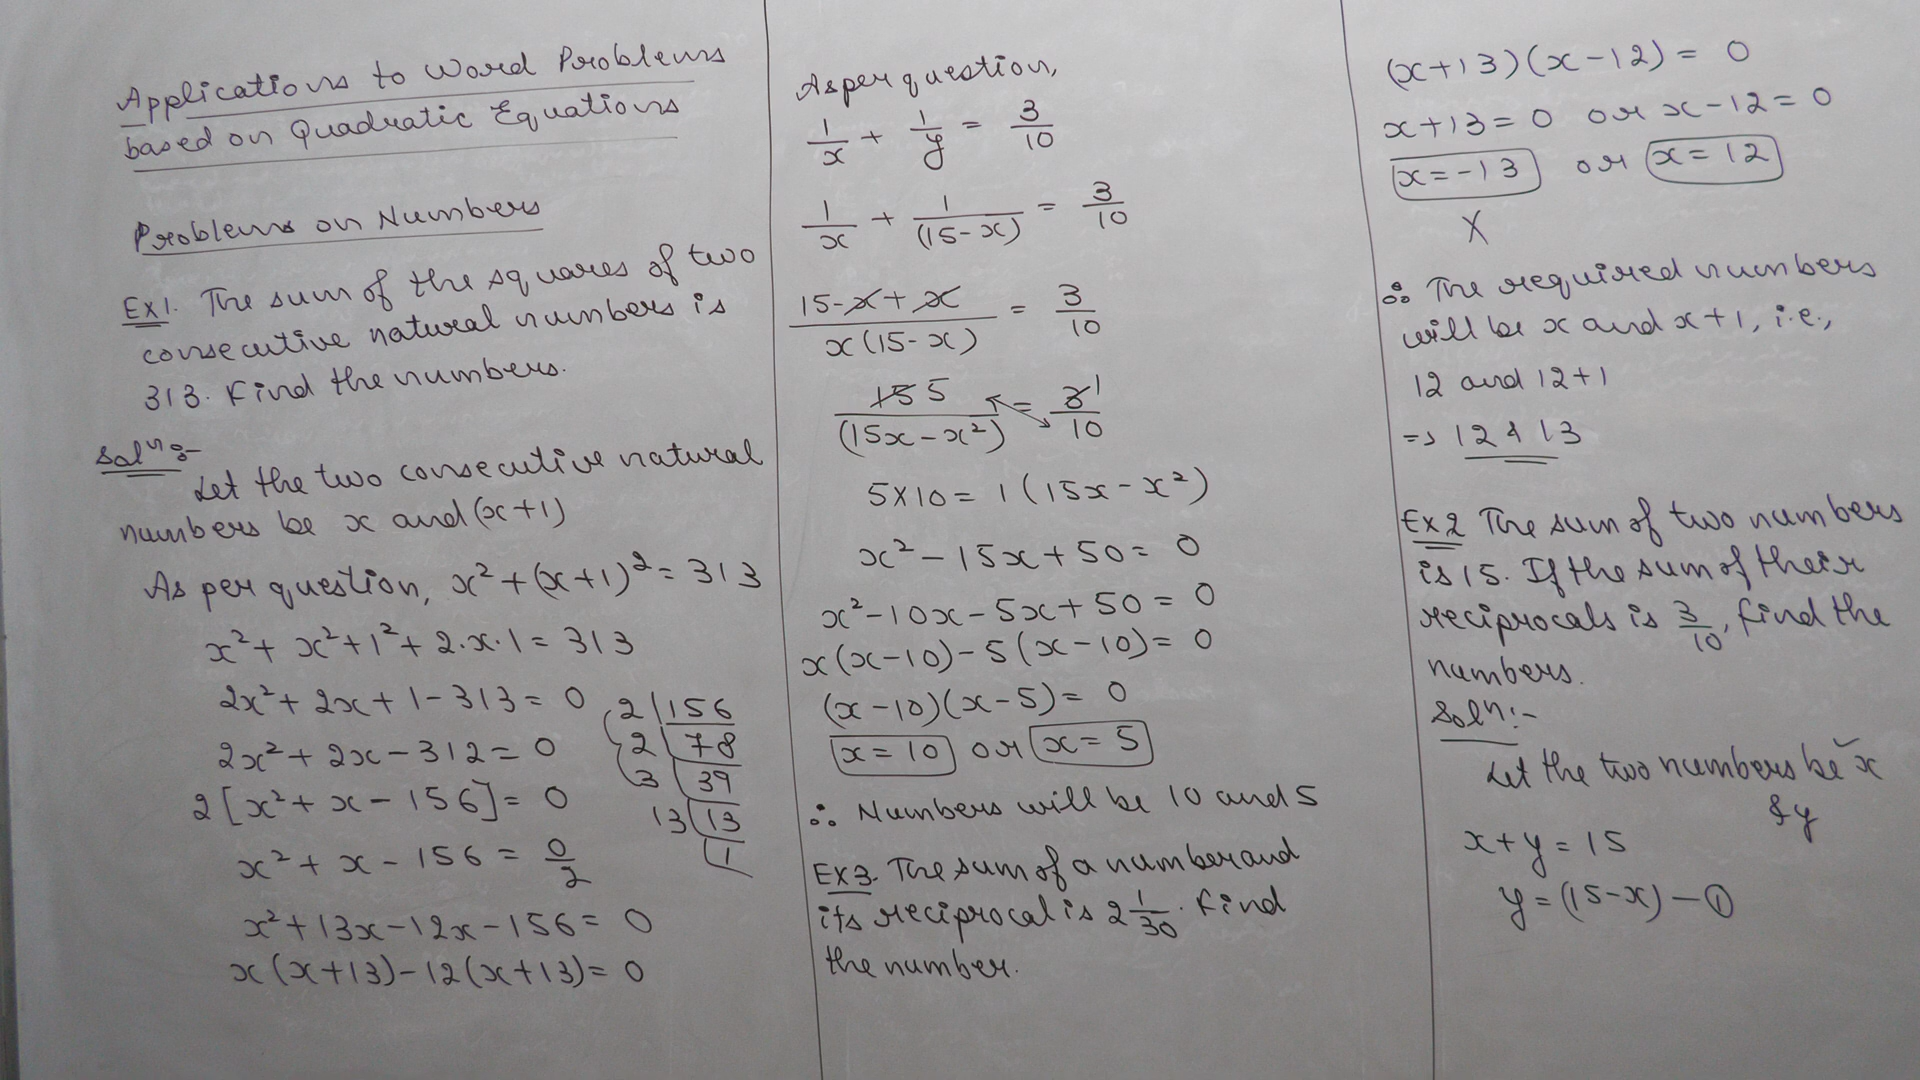 Applications to Word Problems
based on Quadratic Equations
Problems on Numbers
Ex1. The sum of the squares of two
consecutive natural numbers is
313. Find the numbers.
Solⁿ:-
Let the two consecutive natural
numbers be x and (x+1)
As per question, x²+(x+1)²=313
x²+x²+1²+2·x·1=313
2x²+2x+1-313=0
2x²+2x-312=0
2[x²+x-156]=0
x²+x-156=0/2
x²+13x-12x-156=0
x(x+13)-12(x+13)=0
2|156
2|78
3|39
13|13
|1
(x+13)(x-12)=0
x+13=0 or x-12=0
x=-13 or x=12
X
∴ The required numbers
will be x and x+1, i.e.,
12 and 12+1
=> 12 & 13
Ex2 The sum of two numbers
is 15. If the sum of their
reciprocals is 3/10, find the
numbers.
Solⁿ:-
Let the two numbers be x
& y
x+y=15
y=(15-x)-①
As per question,
1/x + 1/y = 3/10
1/x + 1/(15-x) = 3/10
15-x+x/x(15-x) = 3/10
15 5/(15x-x²) = 3 1/10
5×10=1(15x-x²)
x²-15x+50=0
x²-10x-5x+50=0
x(x-10)-5(x-10)=0
(x-10)(x-5)=0
x=10 or x=5
∴ Numbers will be 10 and 5
Ex3. The sum of a number and
its reciprocal is 2 1/30. Find
the number.